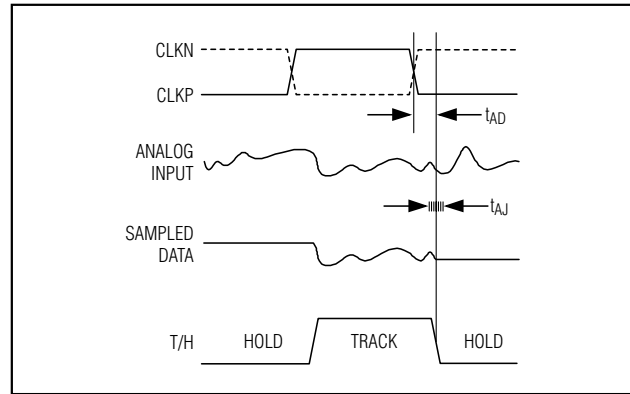 CLKN
CLKP
tAD
ANALOG
INPUT
tAJ
SAMPLED
DATA
T/H HOLD TRACK HOLD